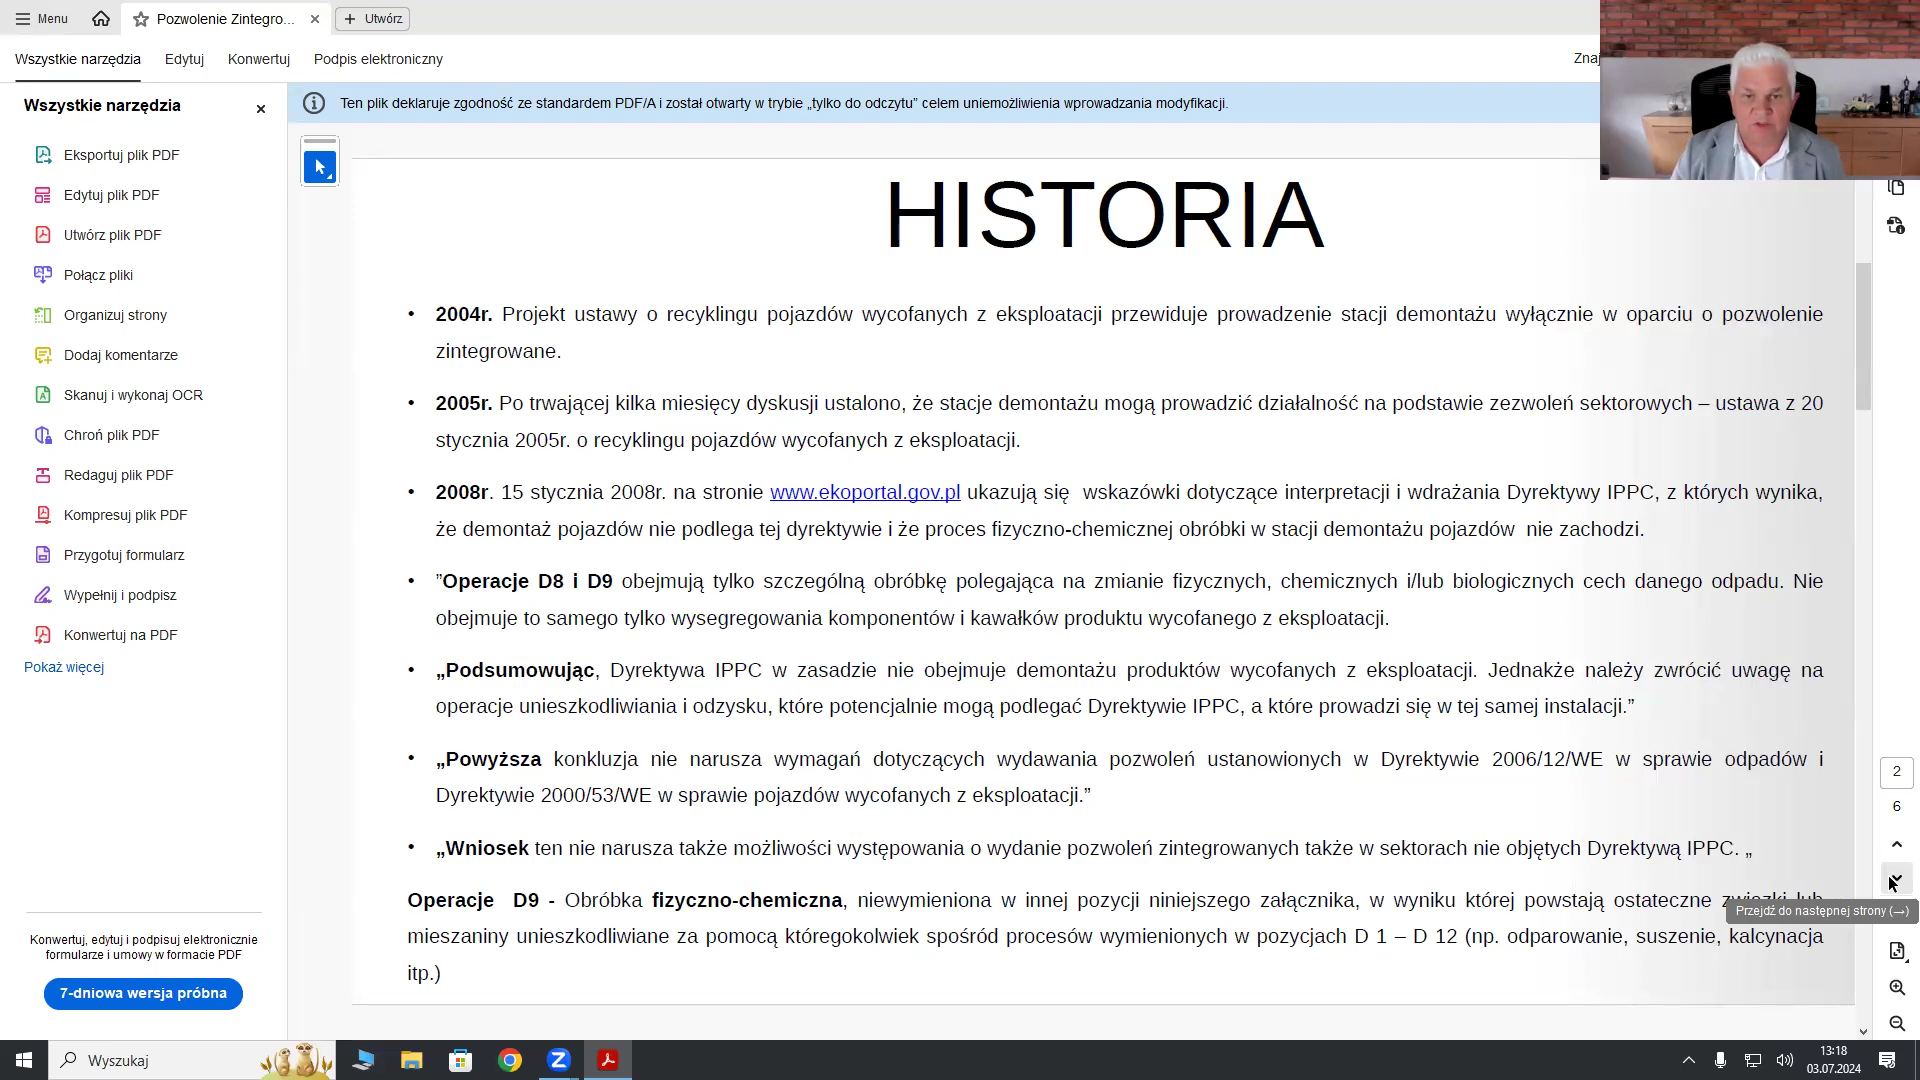 Menu
Pozwolenie Zintegro...
Utwórz
Wszystkie narzędzia
Edytuj
Konwertuj
Podpis elektroniczny
Znaj
Wszystkie narzędzia
Ten plik deklaruje zgodność ze standardem PDF/A i został otwarty w trybie „tylko do odczytu” celem uniemożliwienia wprowadzania modyfikacji.
Eksportuj plik PDF
Edytuj plik PDF
Utwórz plik PDF
Połącz pliki
Organizuj strony
Dodaj komentarze
Skanuj i wykonaj OCR
Chroń plik PDF
Redaguj plik PDF
Kompresuj plik PDF
Przygotuj formularz
Wypełnij i podpisz
Konwertuj na PDF
Pokaż więcej
Konwertuj, edytuj i podpisuj elektronicznie
formularze i umowy w formacie PDF
7-dniowa wersja próbna
HISTORIA
• 2004r. Projekt ustawy o recyklingu pojazdów wycofanych z eksploatacji przewiduje prowadzenie stacji demontażu wyłącznie w oparciu o pozwolenie
zintegrowane.
• 2005r. Po trwającej kilka miesięcy dyskusji ustalono, że stacje demontażu mogą prowadzić działalność na podstawie zezwoleń sektorowych – ustawa z 20
stycznia 2005r. o recyklingu pojazdów wycofanych z eksploatacji.
• 2008r. 15 stycznia 2008r. na stronie www.ekoportal.gov.pl ukazują się wskazówki dotyczące interpretacji i wdrażania Dyrektywy IPPC, z których wynika,
że demontaż pojazdów nie podlega tej dyrektywie i że proces fizyczno-chemicznej obróbki w stacji demontażu pojazdów nie zachodzi.
• ”Operacje D8 i D9 obejmują tylko szczególną obróbkę polegająca na zmianie fizycznych, chemicznych i/lub biologicznych cech danego odpadu. Nie
obejmuje to samego tylko wysegregowania komponentów i kawałków produktu wycofanego z eksploatacji.
• „Podsumowując, Dyrektywa IPPC w zasadzie nie obejmuje demontażu produktów wycofanych z eksploatacji. Jednakże należy zwrócić uwagę na
operacje unieszkodliwiania i odzysku, które potencjalnie mogą podlegać Dyrektywie IPPC, a które prowadzi się w tej samej instalacji.”
• „Powyższa konkluzja nie narusza wymagań dotyczących wydawania pozwoleń ustanowionych w Dyrektywie 2006/12/WE w sprawie odpadów i
Dyrektywie 2000/53/WE w sprawie pojazdów wycofanych z eksploatacji.”
• „Wniosek ten nie narusza także możliwości występowania o wydanie pozwoleń zintegrowanych także w sektorach nie objętych Dyrektywą IPPC. „
Operacje D9 - Obróbka fizyczno-chemiczna, niewymieniona w innej pozycji niniejszego załącznika, w wyniku której powstają ostateczne związki lub
mieszaniny unieszkodliwiane za pomocą któregokolwiek spośród procesów wymienionych w pozycjach D 1 – D 12 (np. odparowanie, suszenie, kalcynacja
itp.)
2
6
Przejdź do następnej strony (→)
Wyszukaj
13:18
03.07.2024